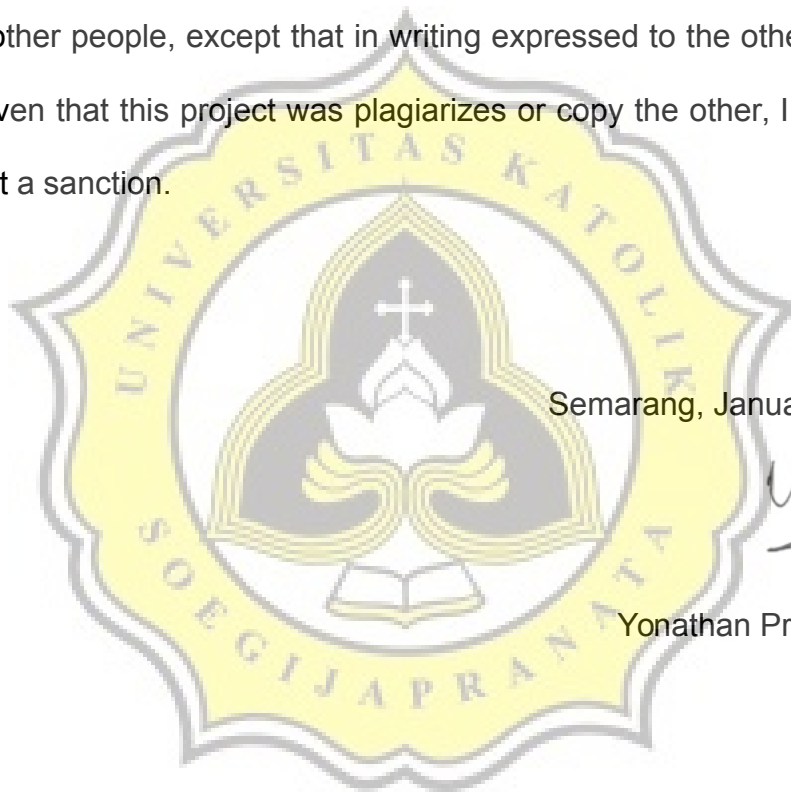 other people, except that in writing expressed to the othe
ven that this project was plagiarizes or copy the other, I
t a sanction.
UNIVERSITAS KATOLIK
Semarang, Janua
Yonathan Pr
SOEGIJAPRANATA